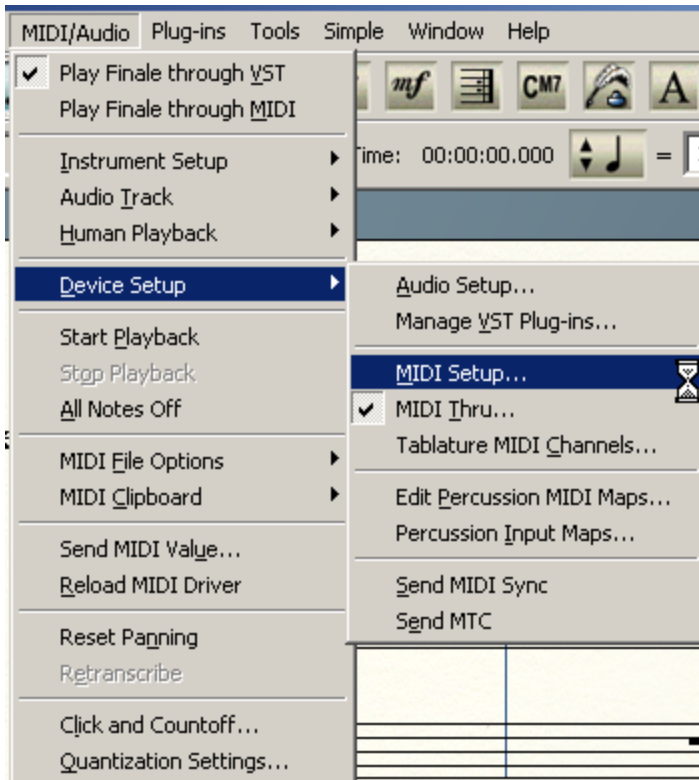 MIDI/Audio Plug-ins Tools Simple Window Help
Play Finale through VST
Play Finale through MIDI
mf CM7 A
Instrument Setup
Time: 00:00:00.000 =
Audio Track
Human Playback
Device Setup
Audio Setup...
Manage VST Plug-ins...
MIDI Setup...
MIDI Thru...
Tablature MIDI Channels...
Edit Percussion MIDI Maps...
Percussion Input Maps...
Send MIDI Sync
Send MTC
Start Playback
Stop Playback
All Notes Off
MIDI File Options
MIDI Clipboard
Send MIDI Value...
Reload MIDI Driver
Reset Panning
Retranscribe
Click and Countoff...
Quantization Settings...